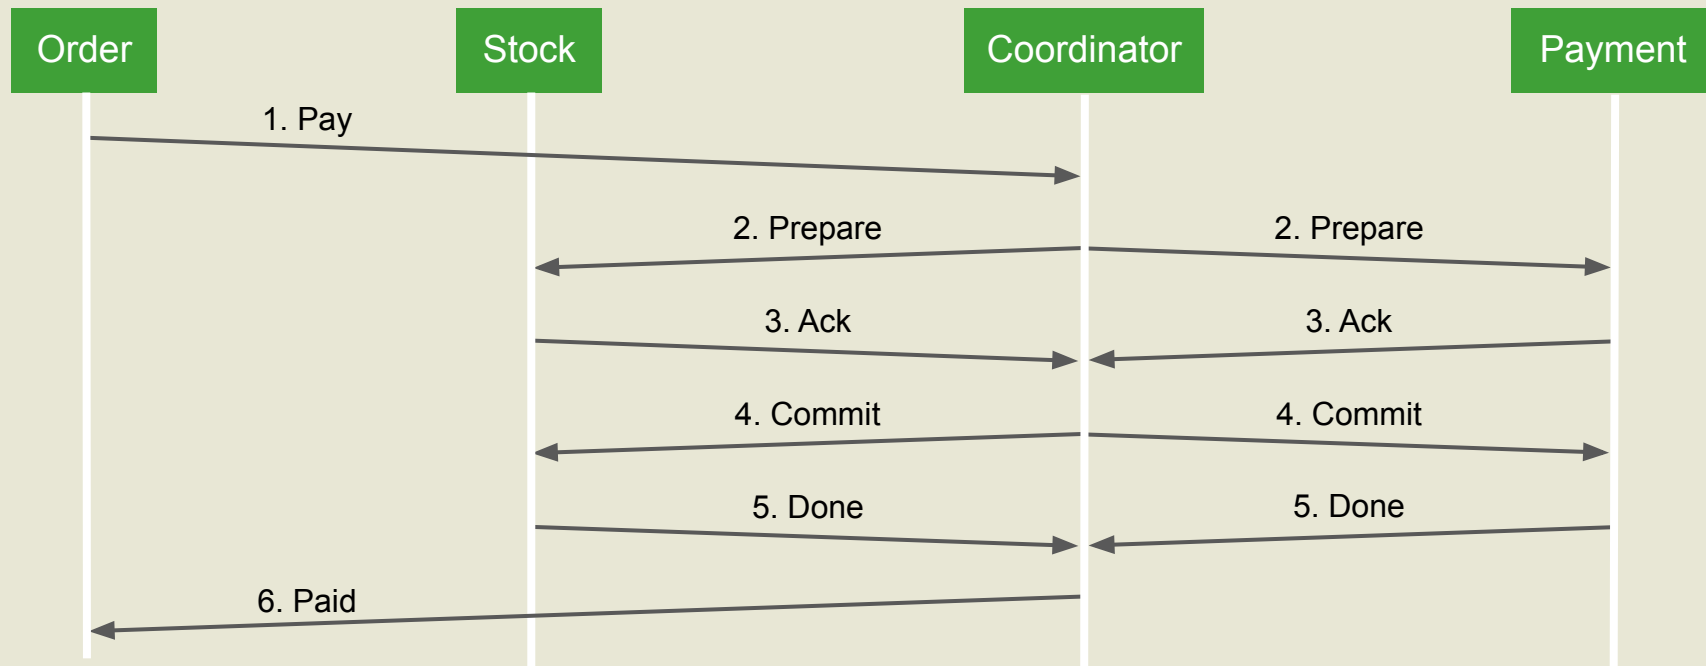 Order
Stock
Coordinator
Payment
1. Pay
2. Prepare
2. Prepare
3. Ack
3. Ack
4. Commit
4. Commit
5. Done
5. Done
6. Paid